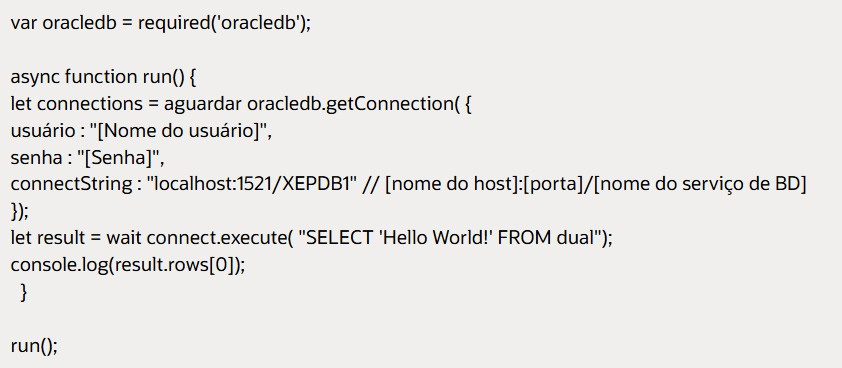 var oracledb = required('oracledb');
async function run() {
let connections = aguardar oracledb.getConnection( {
usuário : "[Nome do usuário]",
senha : "[Senha]",
connectString : "localhost:1521/XEPDB1" // [nome do host]:[porta]/[nome do serviço de BD]
});
let result = wait connect.execute( "SELECT 'Hello World!' FROM dual");
console.log(result.rows[0]);
}
run();